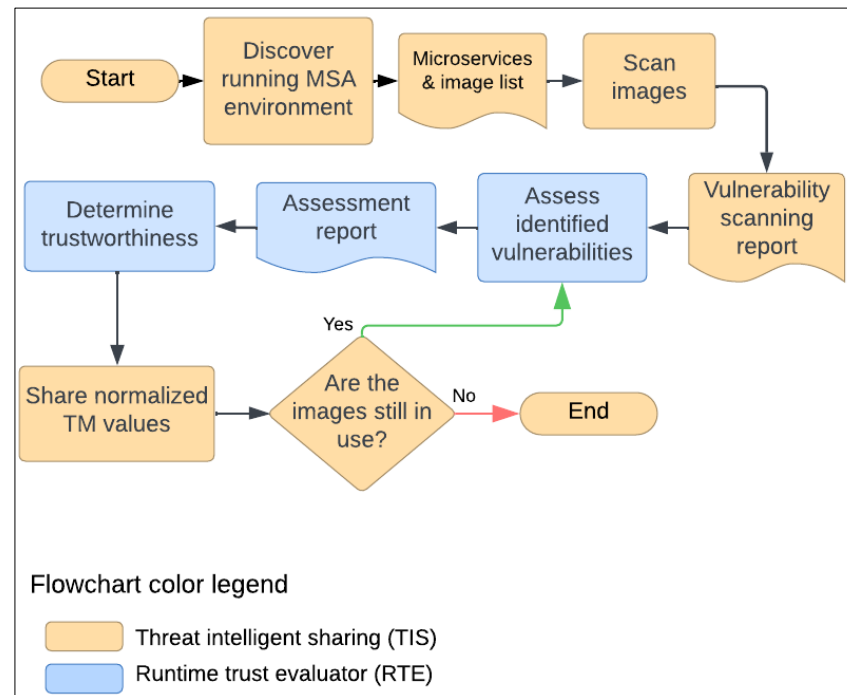 Start
Discover
running MSA
environment
Microservices
& image list
Scan
images
Determine
trustworthiness
Assessment
report
Assess
identified
vulnerabilities
Vulnerability
scanning
report
Share normalized
TM values
Yes
Are the
images still in
use?
No
End
Flowchart color legend
Threat intelligent sharing (TIS)
Runtime trust evaluator (RTE)